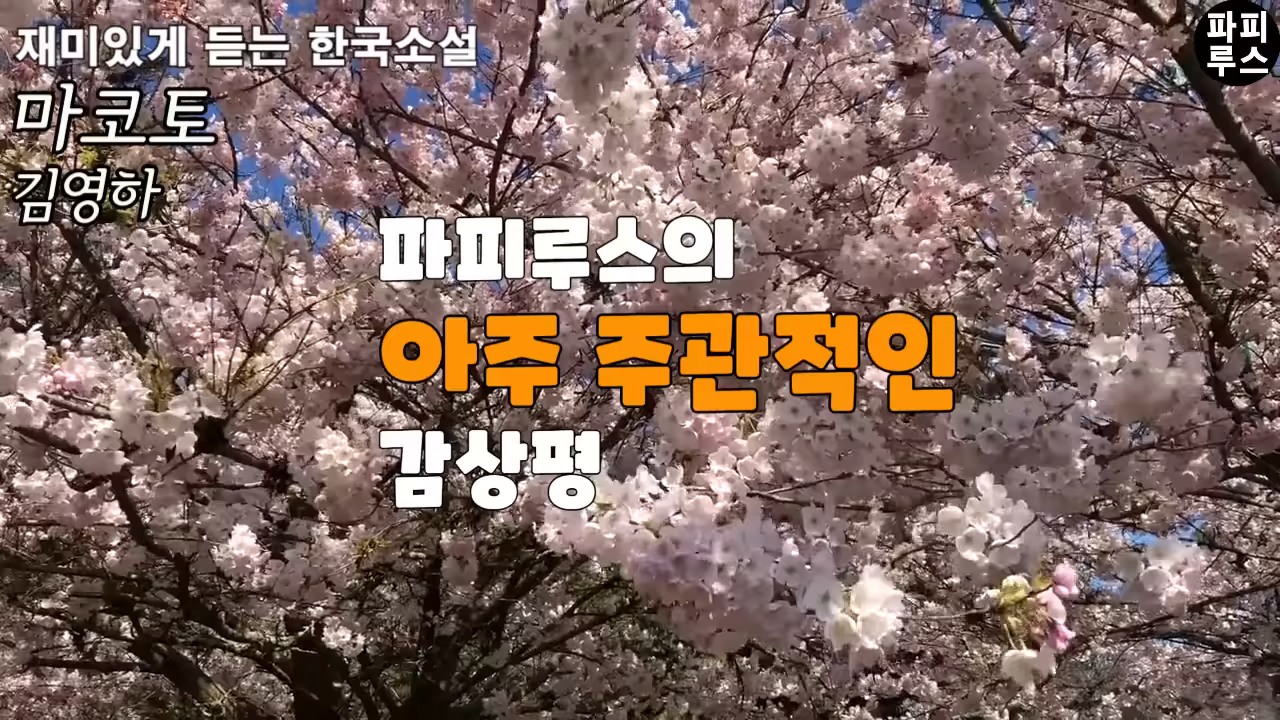 재미있게 듣는 한국소설
마코토
김영하
파피
루스
파피루스의
아주 주관적인
감상평